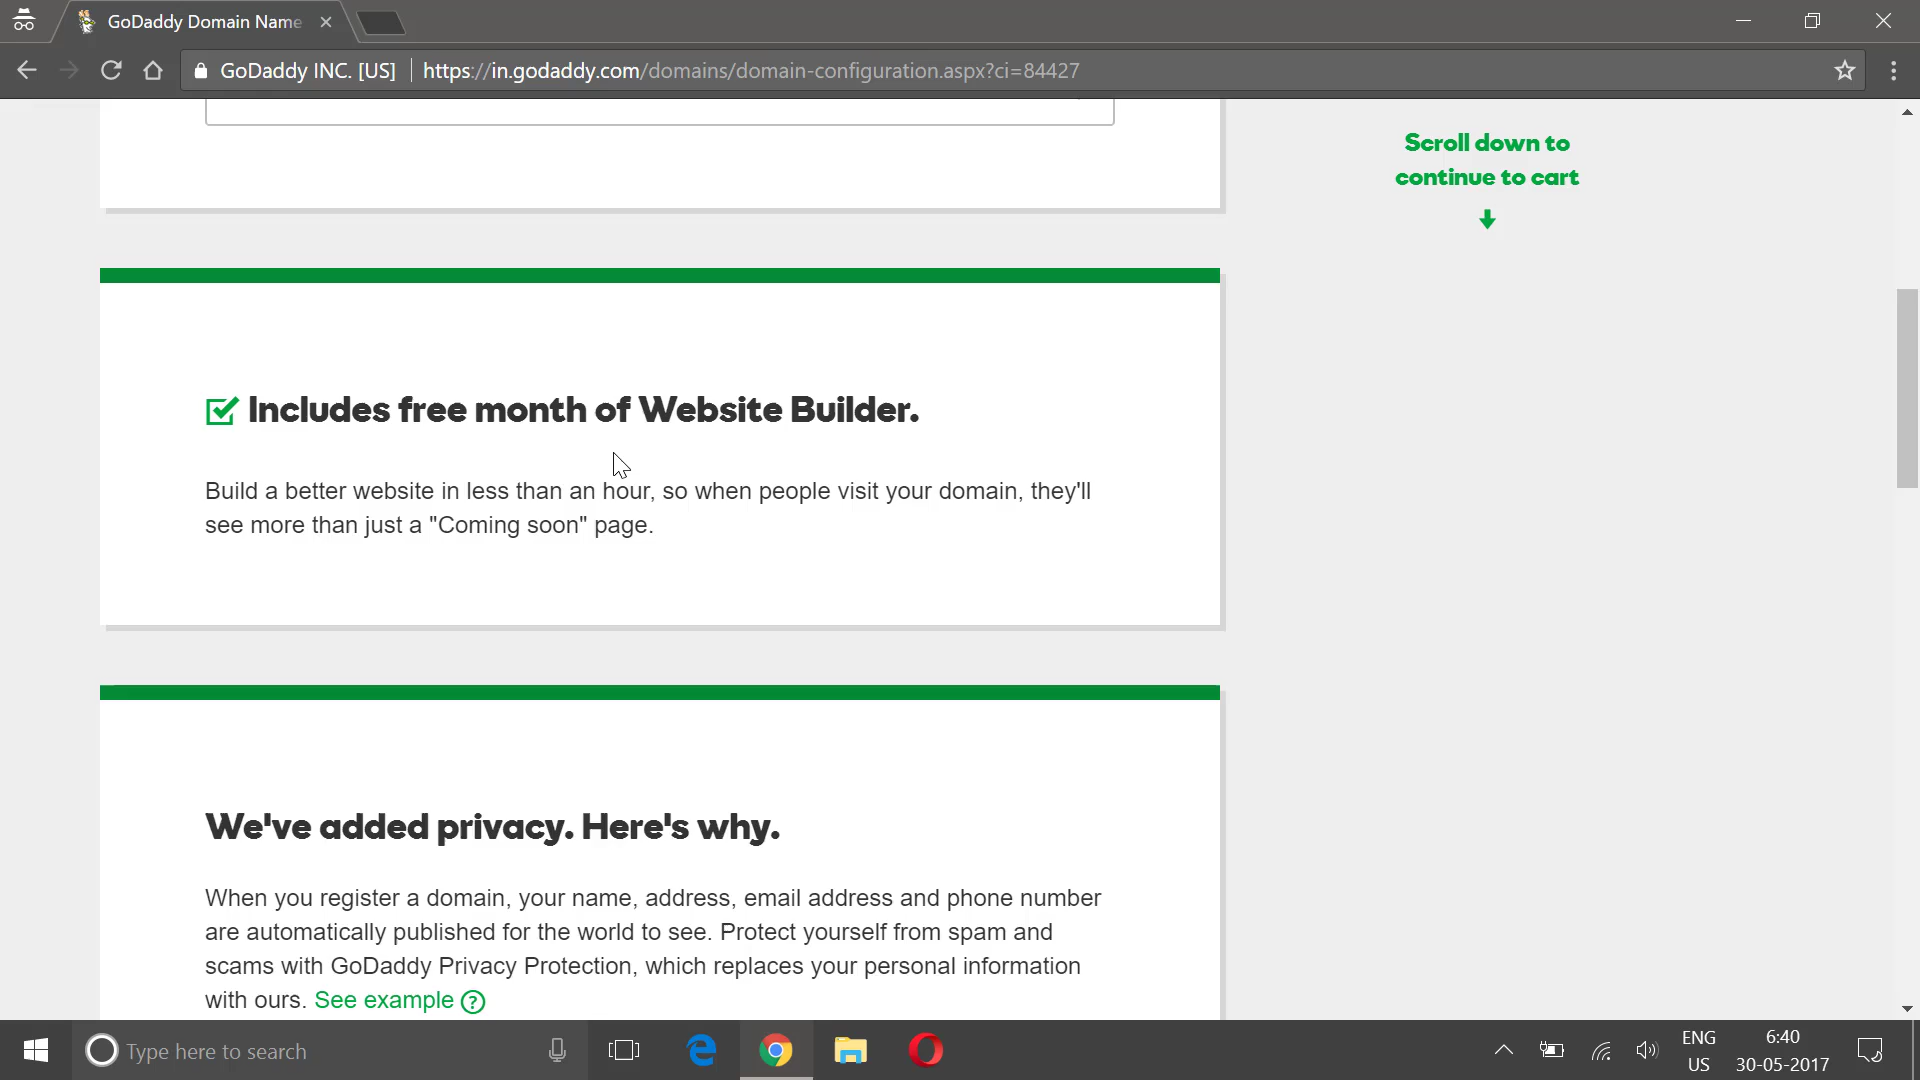 GoDaddy Domain Name
GoDaddy INC. [US]
https://in.godaddy.com/domains/domain-configuration.aspx?ci=84427
Scroll down to
continue to cart
Includes free month of Website Builder.
Build a better website in less than an hour, so when people visit your domain, they'll
see more than just a "Coming soon" page.
We've added privacy. Here's why.
When you register a domain, your name, address, email address and phone number
are automatically published for the world to see. Protect yourself from spam and
scams with GoDaddy Privacy Protection, which replaces your personal information
with ours. See example ?
Type here to search
ENG
US
6:40
30-05-2017